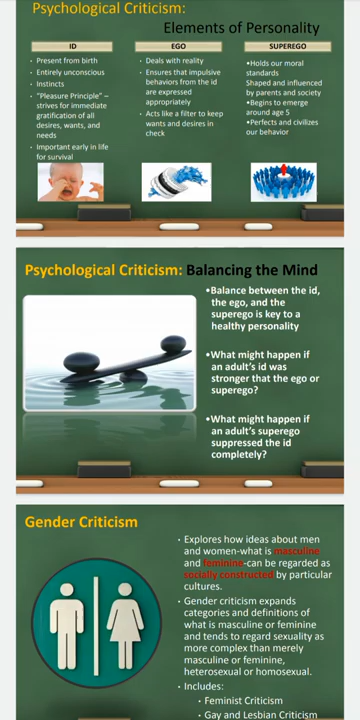 Psychological Criticism:
Elements of Personality
ID
• Present from birth
• Entirely unconscious
• Instincts
• "Pleasure Principle" –
strives for immediate
gratification of all
desires, wants, and
needs
• Important early in life
for survival
EGO
• Deals with reality
• Ensures that impulsive
behaviors from the id
are expressed
appropriately
• Acts like a filter to keep
wants and desires in
check
SUPEREGO
•Holds our moral
standards
Shaped and influenced
by parents and society
•Begins to emerge
around age 5
•Perfects and civilizes
our behavior
Psychological Criticism: Balancing the Mind
•Balance between the id,
the ego, and the
superego is key to a
healthy personality
•What might happen if
an adult's id was
stronger that the ego or
superego?
•What might happen if
an adult's superego
suppressed the id
completely?
Gender Criticism
• Explores how ideas about men
and women-what is masculine
and feminine-can be regarded as
socially constructed by particular
cultures.
• Gender criticism expands
categories and definitions of
what is masculine or feminine
and tends to regard sexuality as
more complex than merely
masculine or feminine,
heterosexual or homosexual.
• Includes:
• Feminist Criticism
• Gay and Lesbian Criticism